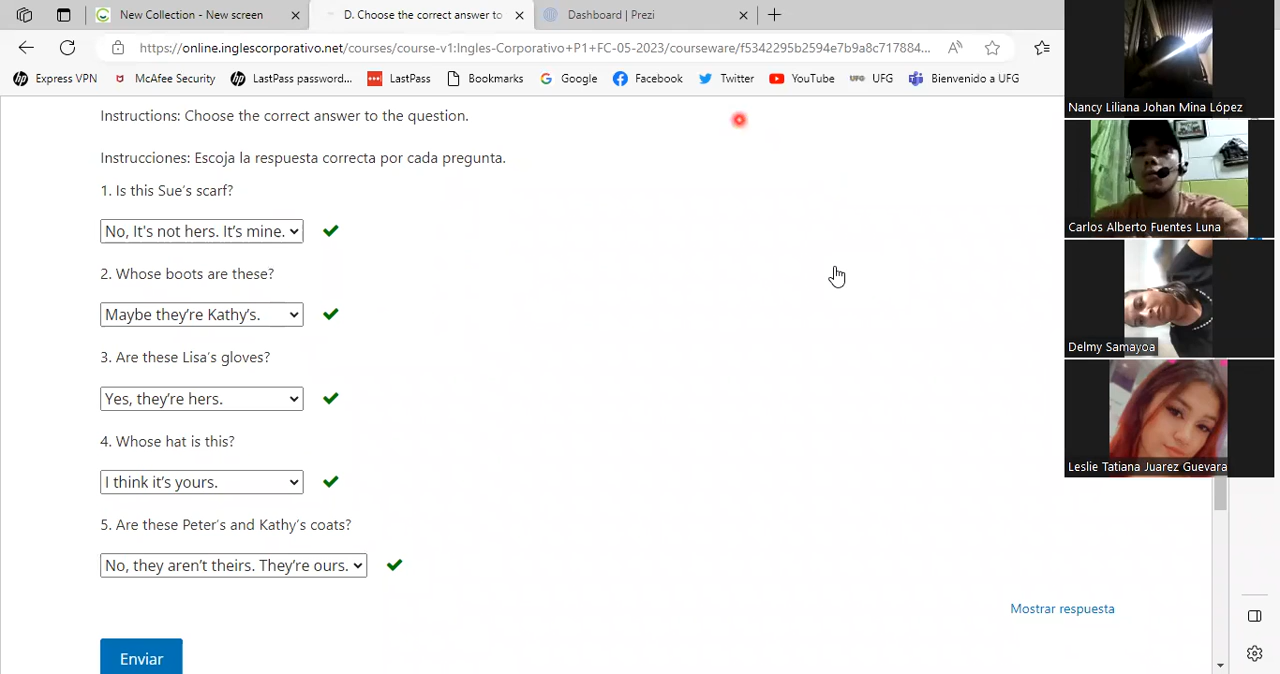 New Collection - New screen
D. Choose the correct answer to
Dashboard | Prezi
https://online.inglescorporativo.net/courses/course-v1:Ingles-Corporativo+P1+FC-05-2023/courseware/f5342295b2594e7b9a8c717884...
Express VPN
McAfee Security
LastPass password...
LastPass
Bookmarks
Google
Facebook
Twitter
YouTube
UFG
Bienvenido a UFG
Instructions: Choose the correct answer to the question.
Instrucciones: Escoja la respuesta correcta por cada pregunta.
1. Is this Sue's scarf?
No, It's not hers. It's mine.
2. Whose boots are these?
Maybe they're Kathy's.
3. Are these Lisa's gloves?
Yes, they're hers.
4. Whose hat is this?
I think it's yours.
5. Are these Peter's and Kathy's coats?
No, they aren't theirs. They're ours.
Mostrar respuesta
Enviar
Nancy Liliana Johan Mina López
Carlos Alberto Fuentes Luna
Delmy Samayoa
Leslie Tatiana Juarez Guevara